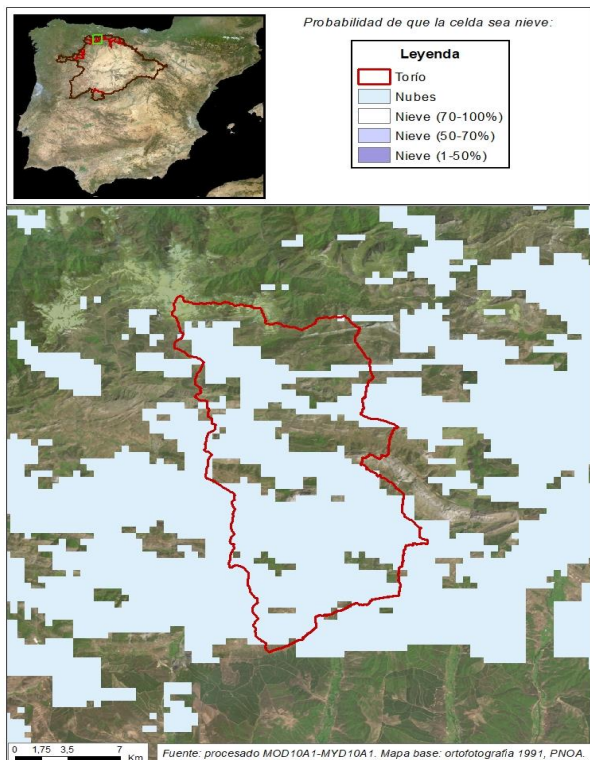 Probabilidad de que la celda sea nieve:
Leyenda
Torío
Nubes
Nieve (70-100%)
Nieve (50-70%)
Nieve (1-50%)
0 1,75 3,5 7
Km
Fuente: procesado MOD10A1-MYD10A1. Mapa base: ortofotografía 1991, PNOA.